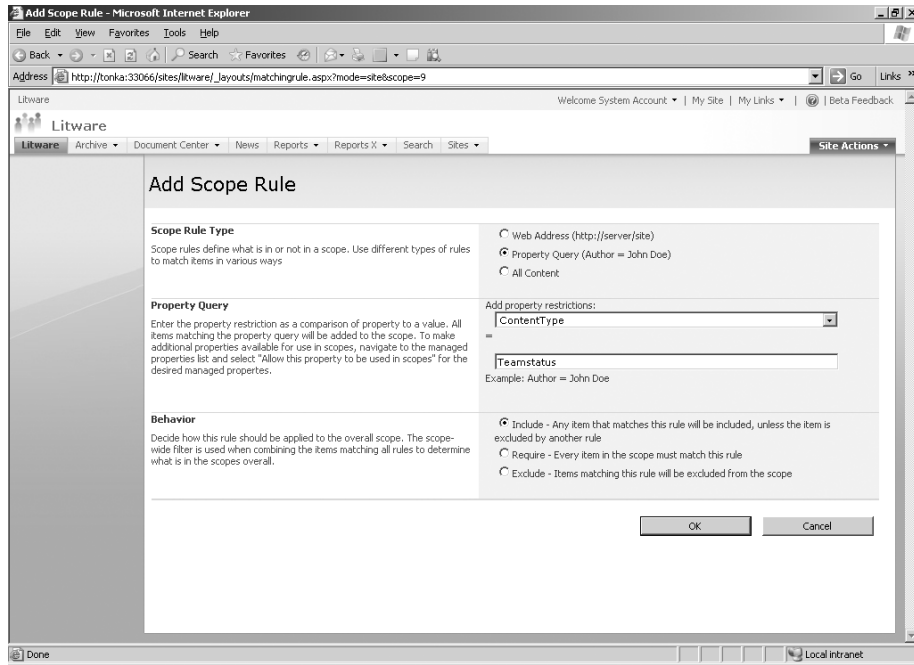 Add Scope Rule - Microsoft Internet Explorer
File Edit View Favorites Tools Help
Back Search Favorites
Address http://tonka:33066/sites/litware/_layouts/matchingrule.aspx?mode=site&scope=9 Go Links »
Litware Welcome System Account | My Site | My Links | Beta Feedback
Litware
Litware Archive Document Center News Reports Reports X Search Sites Site Actions
Add Scope Rule
Scope Rule Type
Scope rules define what is in or not in a scope. Use different types of rules
to match items in various ways
Web Address (http://server/site)
Property Query (Author = John Doe)
All Content
Property Query
Enter the property restriction as a comparison of property to a value. All
items matching the property query will be added to the scope. To make
additional properties available for use in scopes, navigate to the managed
properties list and select "Allow this property to be used in scopes" for the
desired managed propertes.
Add property restrictions:
ContentType
=
Teamstatus
Example: Author = John Doe
Behavior
Decide how this rule should be applied to the overall scope. The scope-
wide filter is used when combining the items matching all rules to determine
what is in the scopes overall.
Include - Any item that matches this rule will be included, unless the item is
excluded by another rule
Require - Every item in the scope must match this rule
Exclude - Items matching this rule will be excluded from the scope
OK Cancel
Done Local intranet